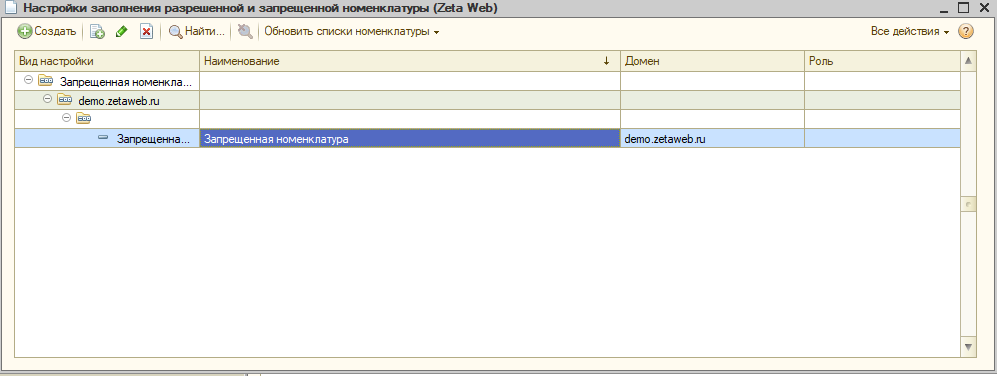 Настройки заполнения разрешенной и запрещенной номенклатуры (Zeta Web)
Создать Найти... Обновить списки номенклатуры Все действия ?
Вид настройки Наименование ↓ Домен Роль
Запрещенная номенкла...
demo.zetaweb.ru
Запрещенна... Запрещенная номенклатура demo.zetaweb.ru